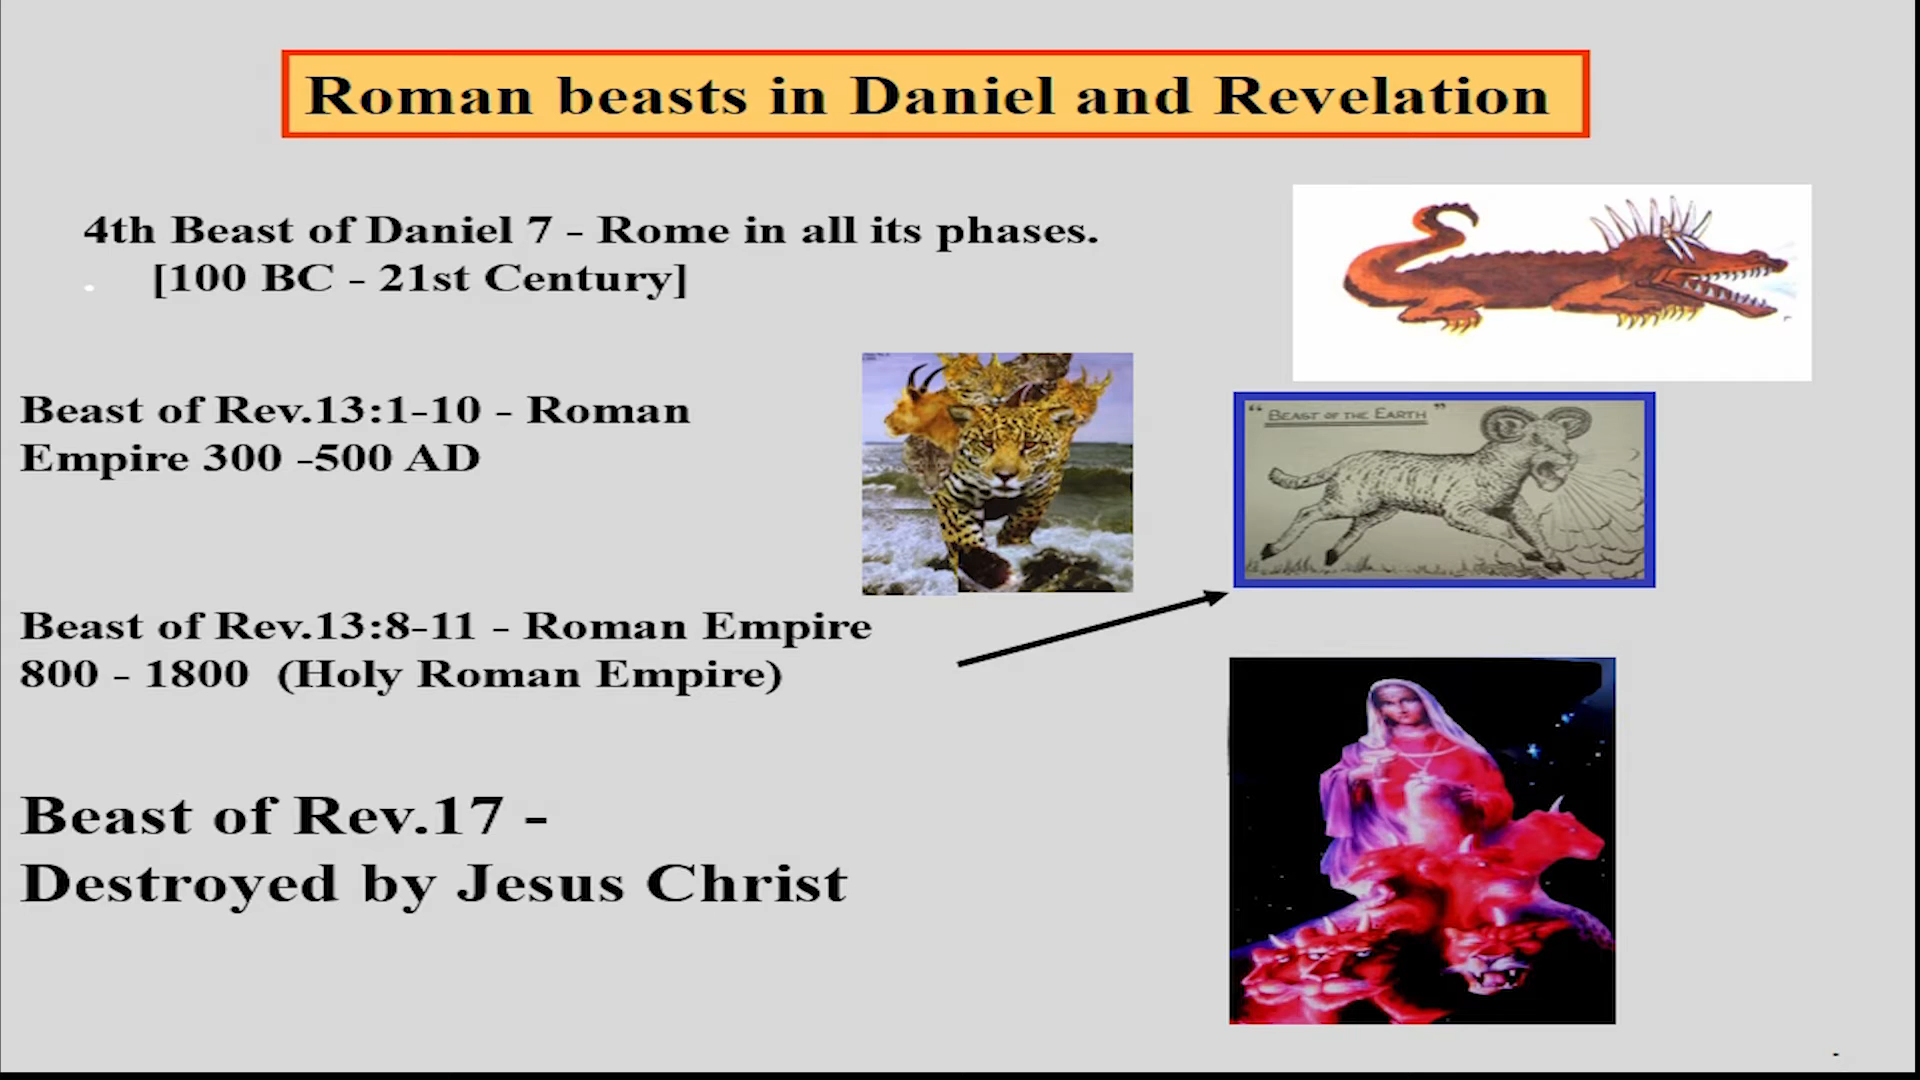 Roman beasts in Daniel and Revelation
4th Beast of Daniel 7 - Rome in all its phases.
[100 BC - 21st Century]
Beast of Rev.13:1-10 - Roman
Empire 300 -500 AD
“BEAST OF THE EARTH”
Beast of Rev.13:8-11 - Roman Empire
800 - 1800 (Holy Roman Empire)
Beast of Rev.17 -
Destroyed by Jesus Christ